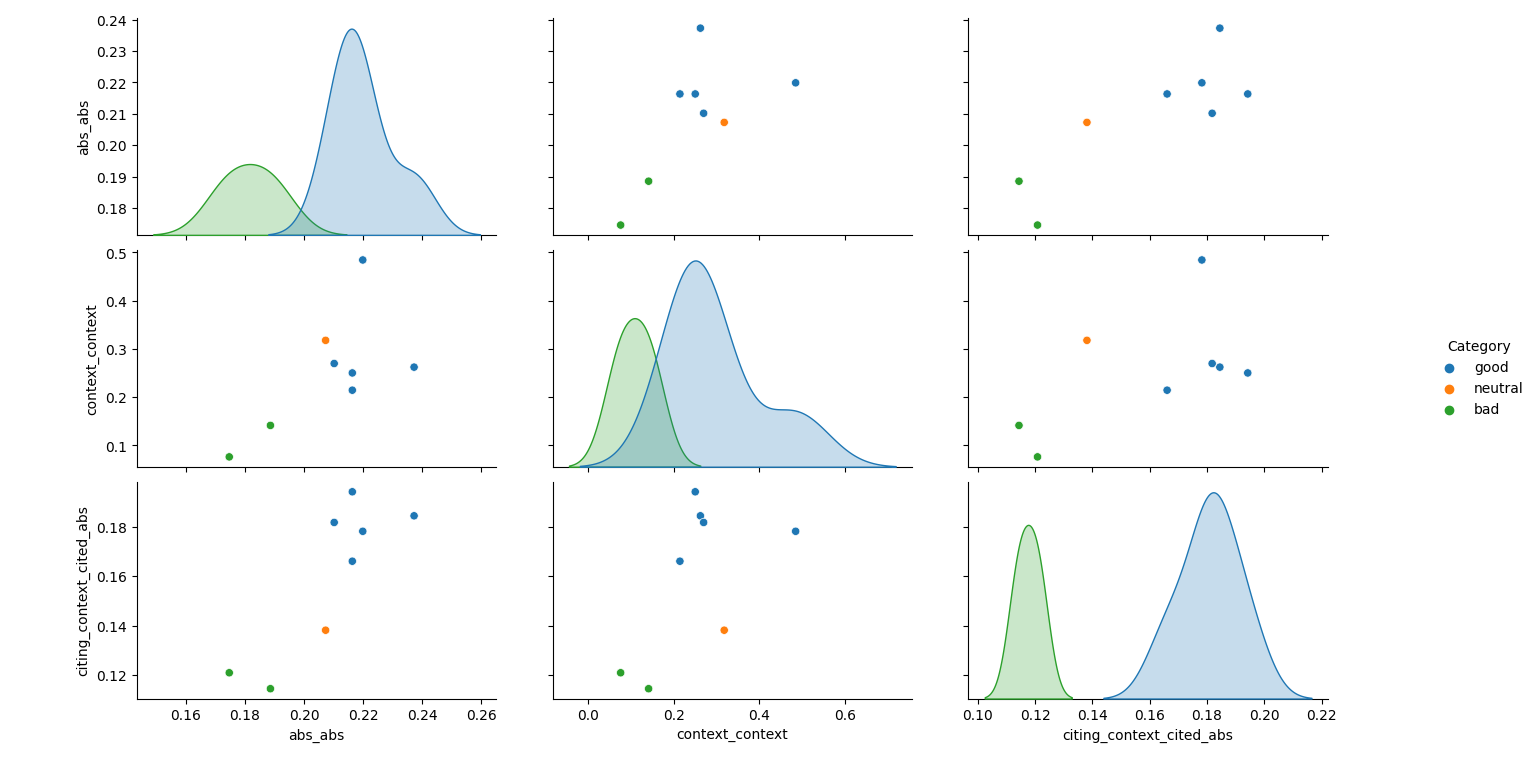 0.24
0.23
0.22
0.21
0.20
0.19
0.18
abs_abs
0.5
0.4
0.3
0.2
0.1
context_context
0.18
0.16
0.14
0.12
citing_context_cited_abs
0.16 0.18 0.20 0.22 0.24 0.26
abs_abs
0.0 0.2 0.4 0.6
context_context
0.10 0.12 0.14 0.16 0.18 0.20 0.22
citing_context_cited_abs
Category
good
neutral
bad